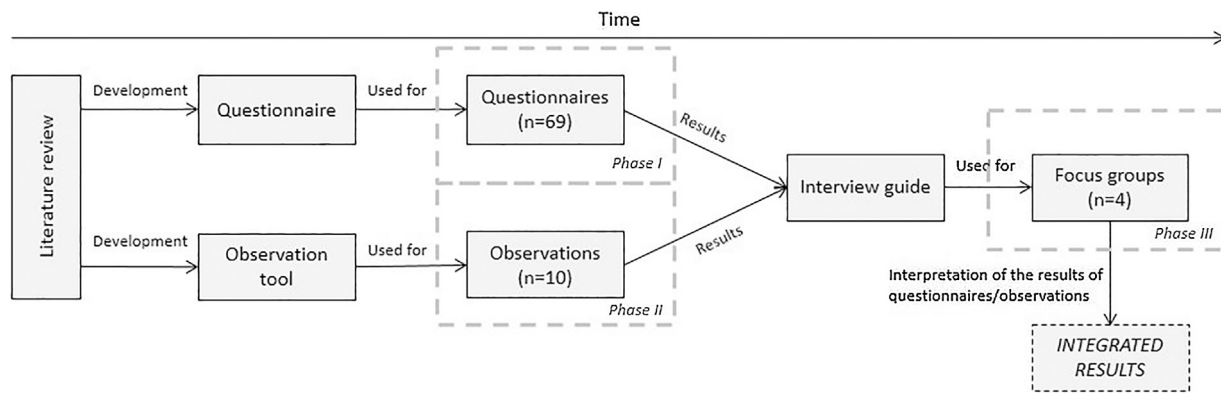 Time
Literature review
Development
Questionnaire
Used for
Questionnaires
(n=69)
Phase I
Results
Development
Observation
tool
Used for
Observations
(n=10)
Phase II
Results
Interview guide
Used for
Focus groups
(n=4)
Phase III
Interpretation of the results of
questionnaires/observations
INTEGRATED
RESULTS